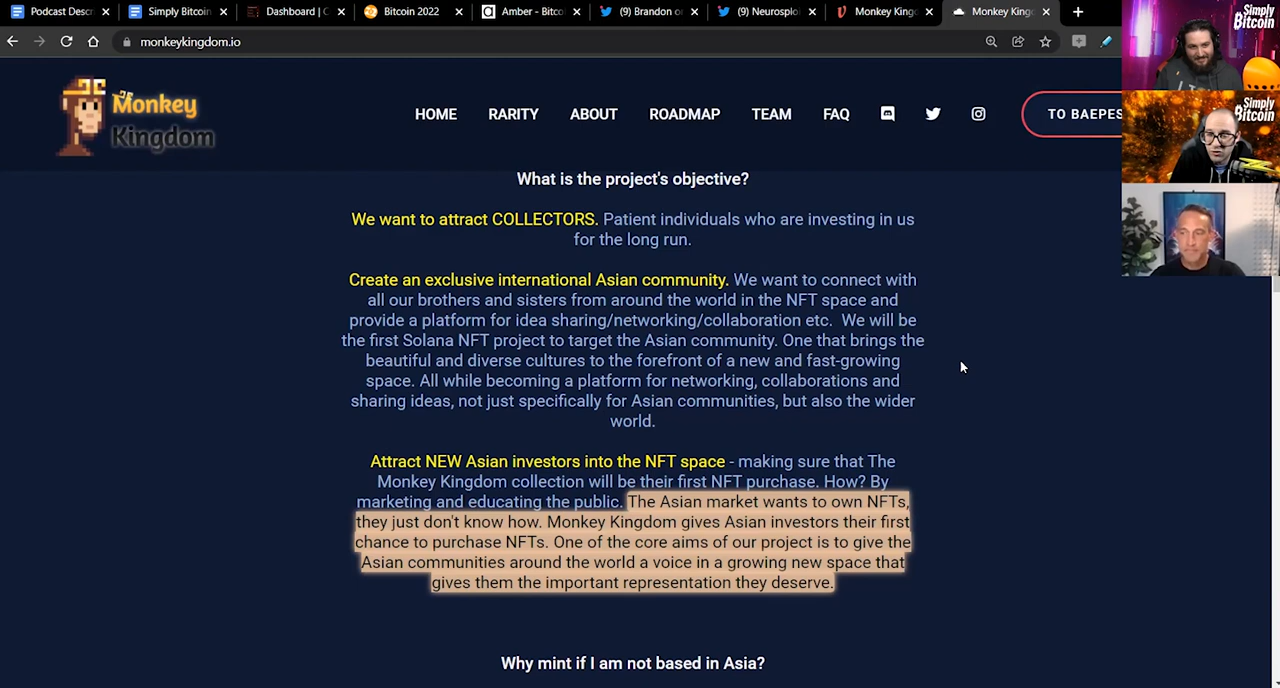 Podcast Descr
Simply Bitcoin
Dashboard | C
Bitcoin 2022
Amber - Bitco
(9) Brandon o
(7) Neurosploi
Monkey King
Monkey King
monkeykingdom.io
Simply
Bitcoin
Simply
Bitcoin
Monkey
Kingdom
HOME
RARITY
ABOUT
ROADMAP
TEAM
FAQ
TO BAEPES
What is the project's objective?
We want to attract COLLECTORS. Patient individuals who are investing in us
for the long run.
Create an exclusive international Asian community. We want to connect with
all our brothers and sisters from around the world in the NFT space and
provide a platform for idea sharing/networking/collaboration etc. We will be
the first Solana NFT project to target the Asian community. One that brings the
beautiful and diverse cultures to the forefront of a new and fast-growing
space. All while becoming a platform for networking, collaborations and
sharing ideas, not just specifically for Asian communities, but also the wider
world.
Attract NEW Asian investors into the NFT space - making sure that The
Monkey Kingdom collection will be their first NFT purchase. How? By
marketing and educating the public. The Asian market wants to own NFTs,
they just don't know how. Monkey Kingdom gives Asian investors their first
chance to purchase NFTs. One of the core aims of our project is to give the
Asian communities around the world a voice in a growing new space that
gives them the important representation they deserve.
Why mint if I am not based in Asia?